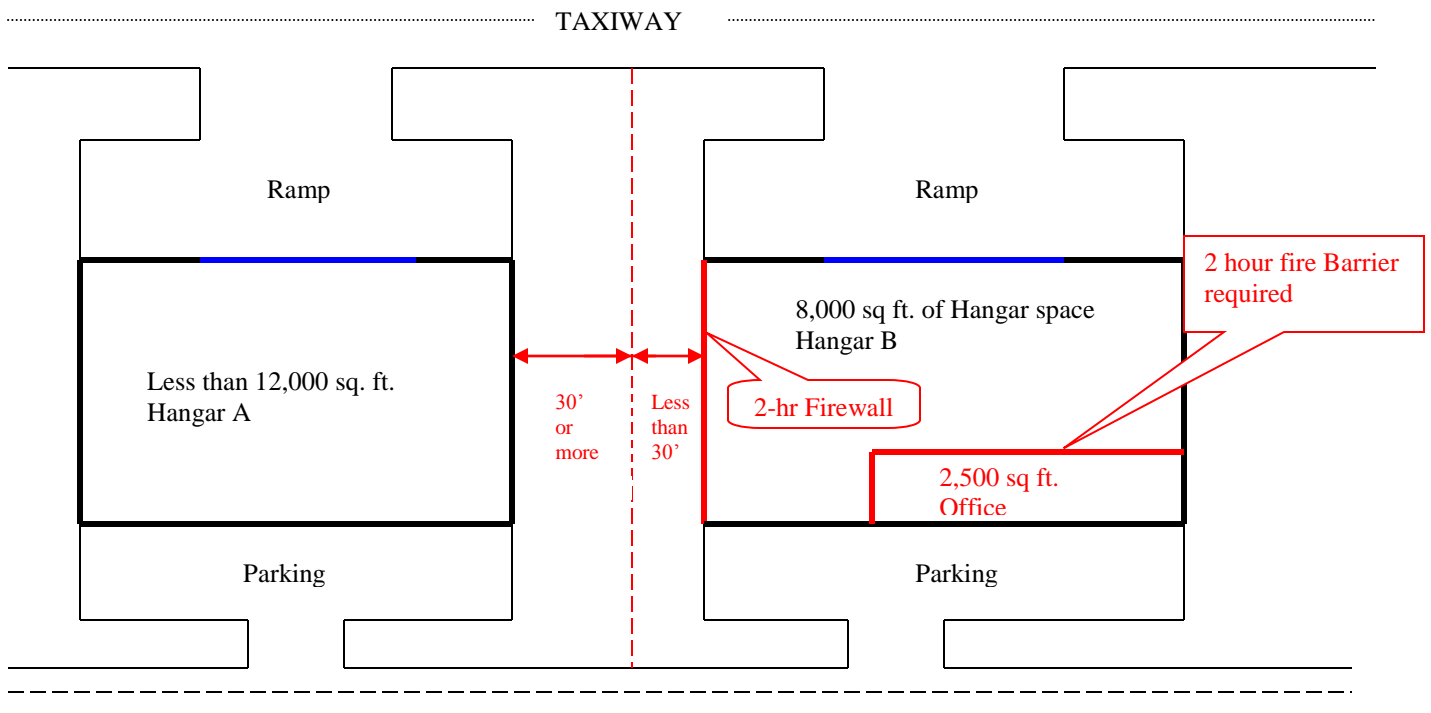 TAXIWAY
Ramp
Ramp
2 hour fire Barrier
required
8,000 sq ft. of Hangar space
Hangar B
Less than 12,000 sq. ft.
Hangar A
30’
or
more
Less
than
30’
2-hr Firewall
2,500 sq ft.
Office
Parking
Parking